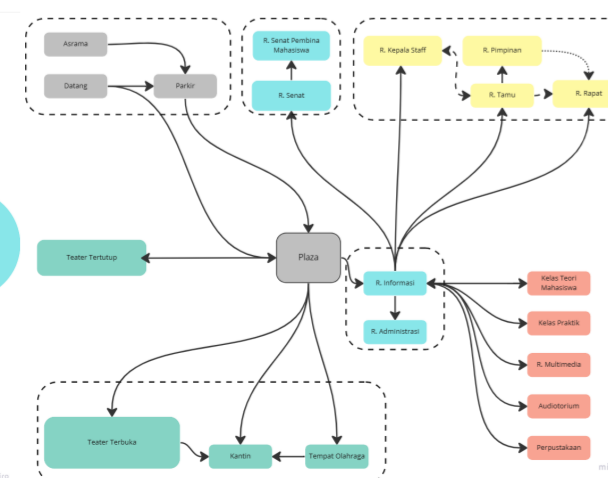 Asrama
Datang
Parkir
R. Senat Pembina
Mahasiswa
R. Senat
R. Kepala Staff
R. Pimpinan
R. Tamu
R. Rapat
Teater Tertutup
Plaza
R. Informasi
R. Administrasi
Kelas Teori
Mahasiswa
Kelas Praktik
R. Multimedia
Audiotorium
Perpustakaan
Teater Terbuka
Kantin
Tempat Olahraga